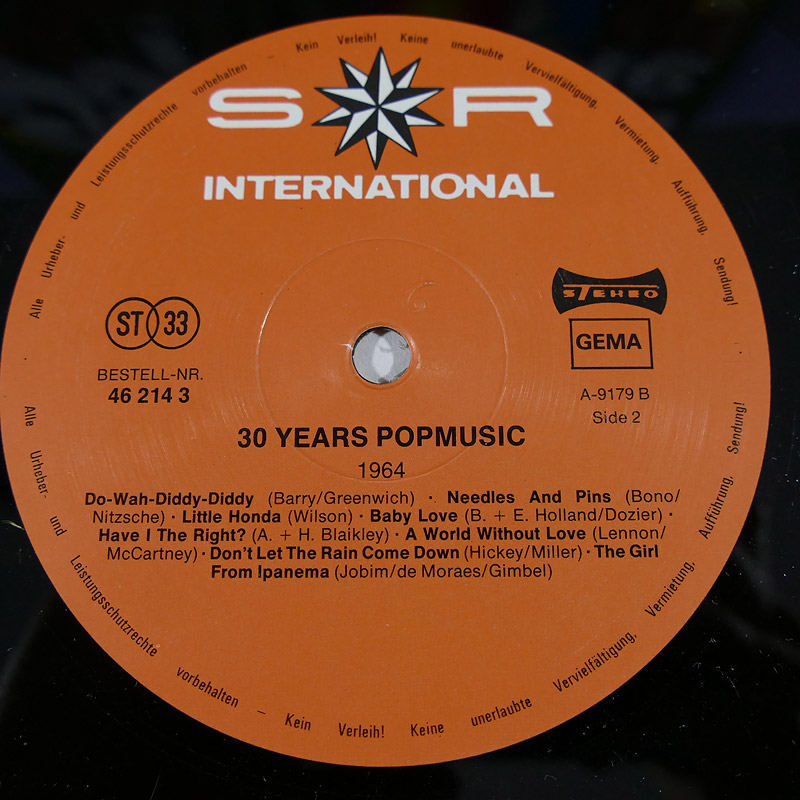 Alle Urheber- und Leistungsschutzrechte vorbehalten Kein Verleih! Keine unerlaubte Vervielfältigung, Vermietung, Aufführung, Sendung!
S R
INTERNATIONAL
ST 33
STEREO
GEMA
BESTELL-NR.
46 214 3
A-9179 B
Side 2
30 YEARS POPMUSIC
1964
Do-Wah-Diddy-Diddy (Barry/Greenwich) · Needles And Pins (Bono/
Nitzsche) · Little Honda (Wilson) · Baby Love (B. + E. Holland/Dozier) ·
Have I The Right? (A. + H. Blaikley) · A World Without Love (Lennon/
McCartney) · Don't Let The Rain Come Down (Hickey/Miller) · The Girl
From Ipanema (Jobim/de Moraes/Gimbel)
Alle Urheber- und Leistungsschutzrechte vorbehalten – Kein Verleih! Keine unerlaubte Vervielfältigung, Vermietung, Aufführung, Sendung!